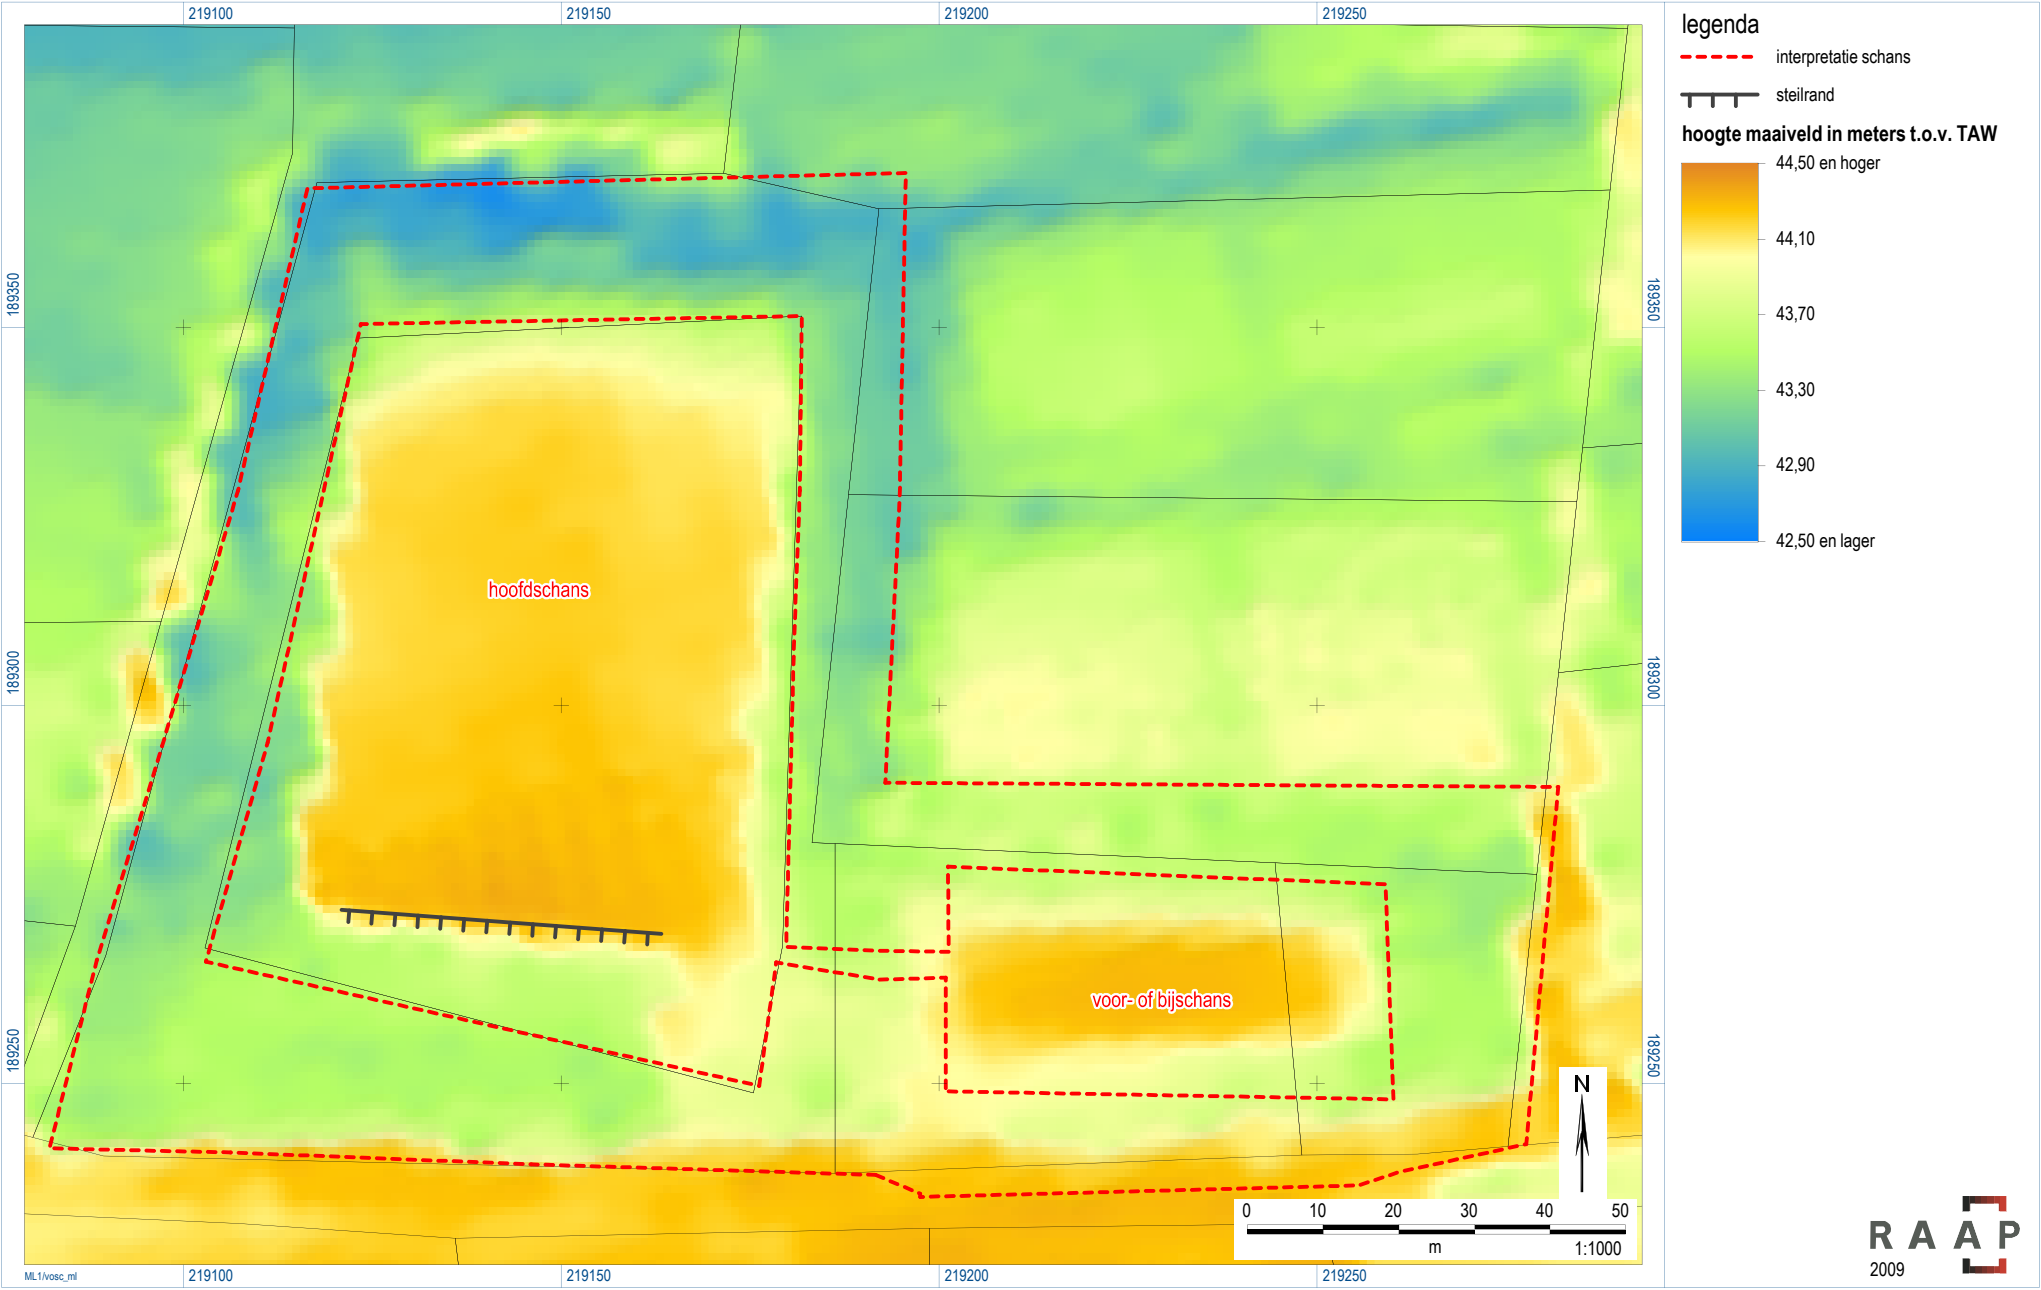 219100
219150
219200
219250
189350
189300
189250
189350
189300
189250
hoofdschans
voor- of bijschans
N
0 10 20 30 40 50
m
1:1000
219100
219150
219200
219250
ML1/vosc_ml
legenda
interpretatie schans
steilrand
hoogte maaiveld in meters t.o.v. TAW
44,50 en hoger
44,10
43,70
43,30
42,90
42,50 en lager
RAAP
2009